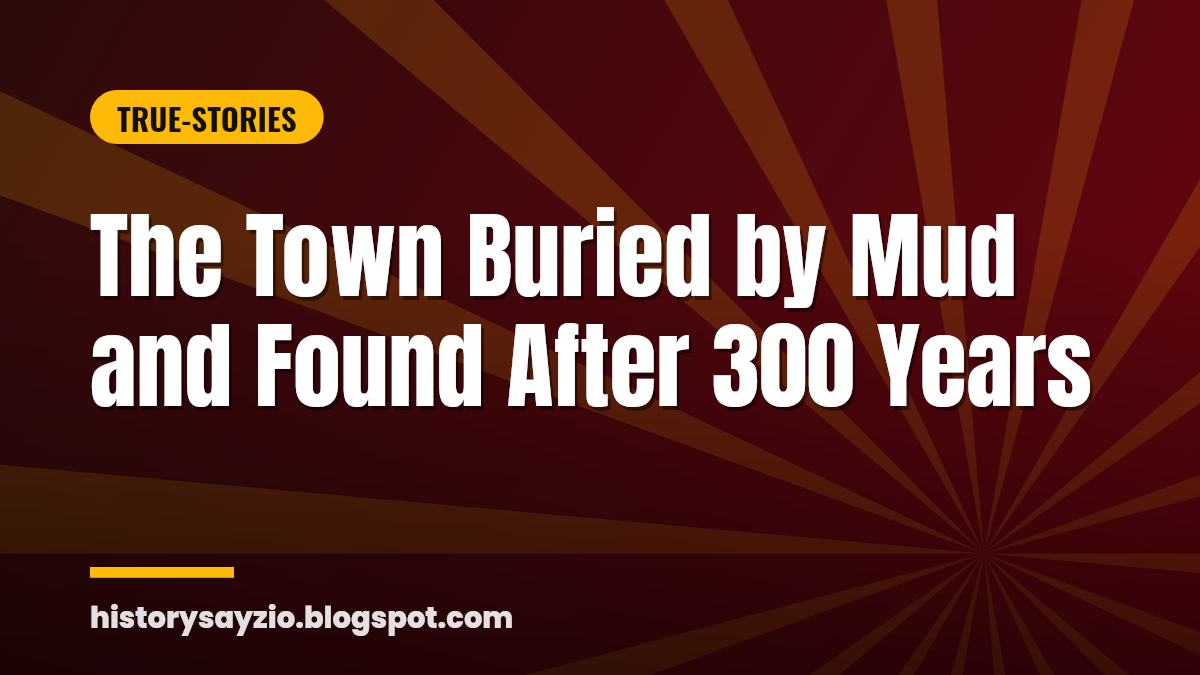 TRUE-STORIES
The Town Buried by Mud
and Found After 300 Years
historysayzio.blogspot.com